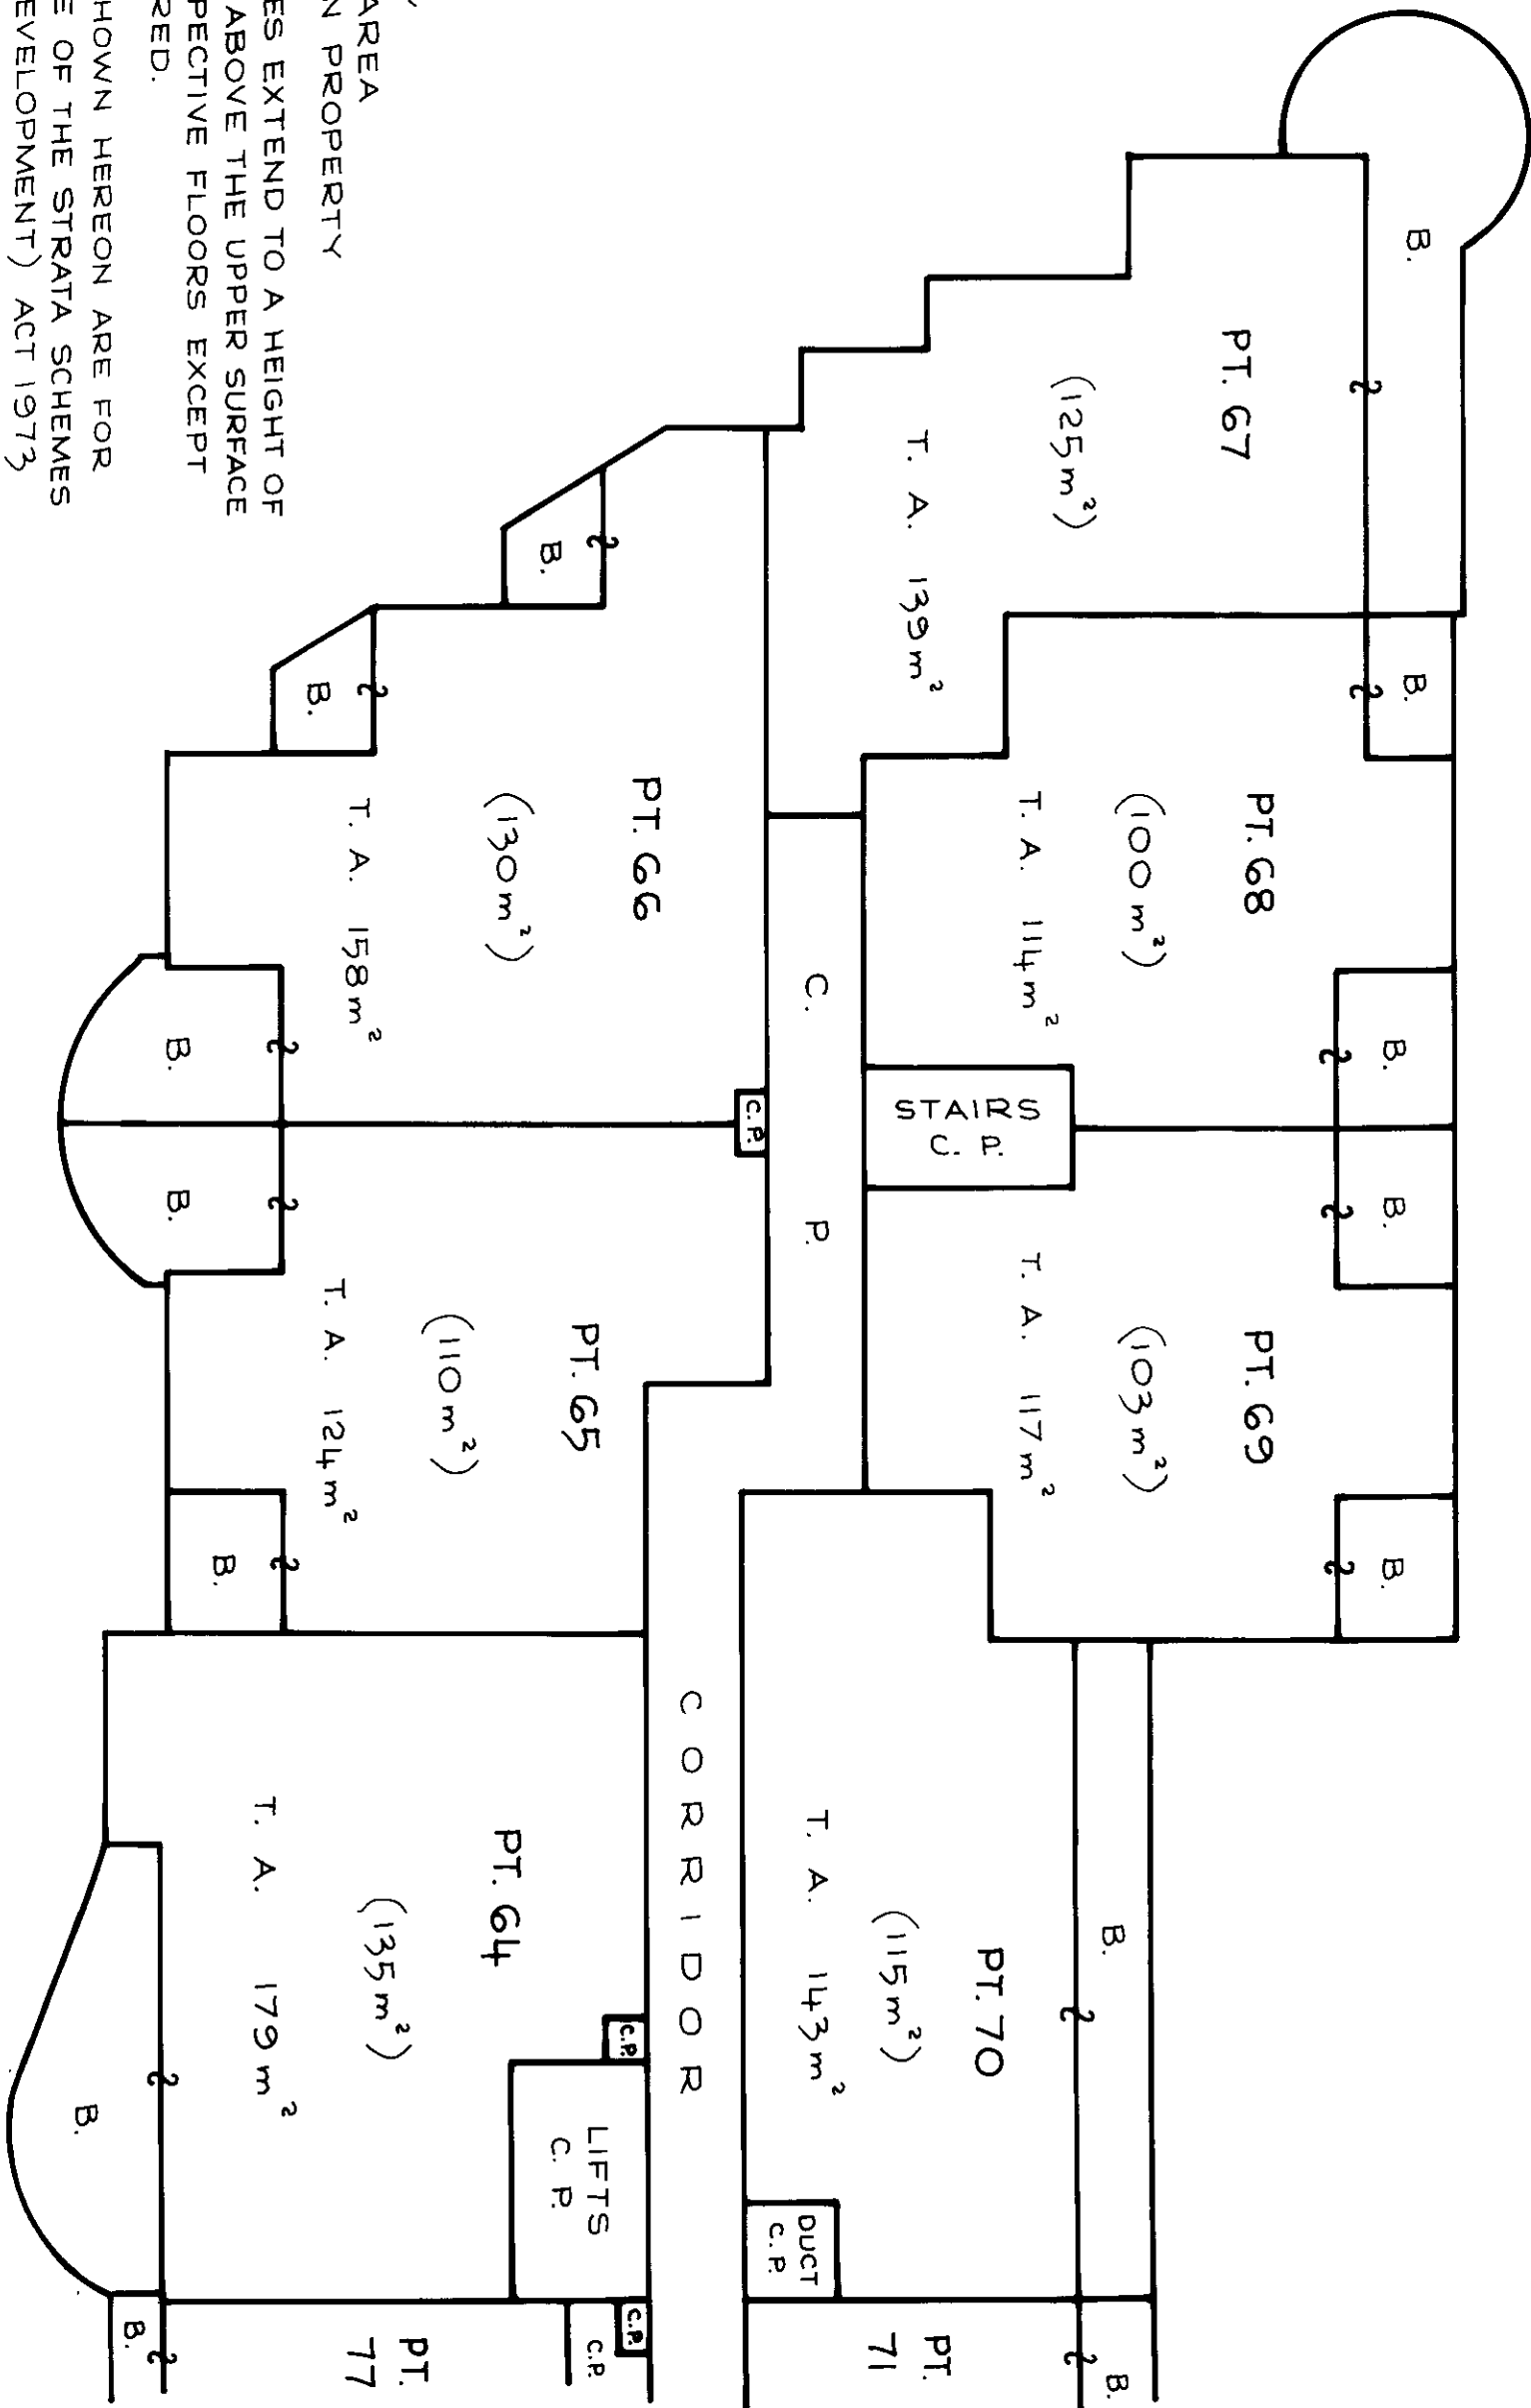 AREA
N PROPERTY
ES EXTEND TO A HEIGHT OF
ABOVE THE UPPER SURFACE
PECTIVE FLOORS EXCEPT
RED.
HOWN HEREON ARE FOR
E OF THE STRATA SCHEMES
EVELOPMENT) ACT 1973
B.
PT. 67
(125m²)
T. A. 139m²
B.
PT. 68
(100m²)
T. A. 114m²
B.
B.
PT. 69
(103m²)
T. A. 117m²
B.
STAIRS
C. P.
C. P.
B.
B.
PT. 66
(130m²)
T. A. 158m²
B.
C.P.
B.
PT. 65
(110m²)
T. A. 124m²
B.
CORRIDOR
B.
PT. 70
(115m²)
T. A. 143m²
DUCT
C.P.
PT. 64
(135m²)
T. A. 179m²
B.
C.P.
LIFTS
C. P.
B.
PT.
71
C.P.
C.P.
PT.
77
B.